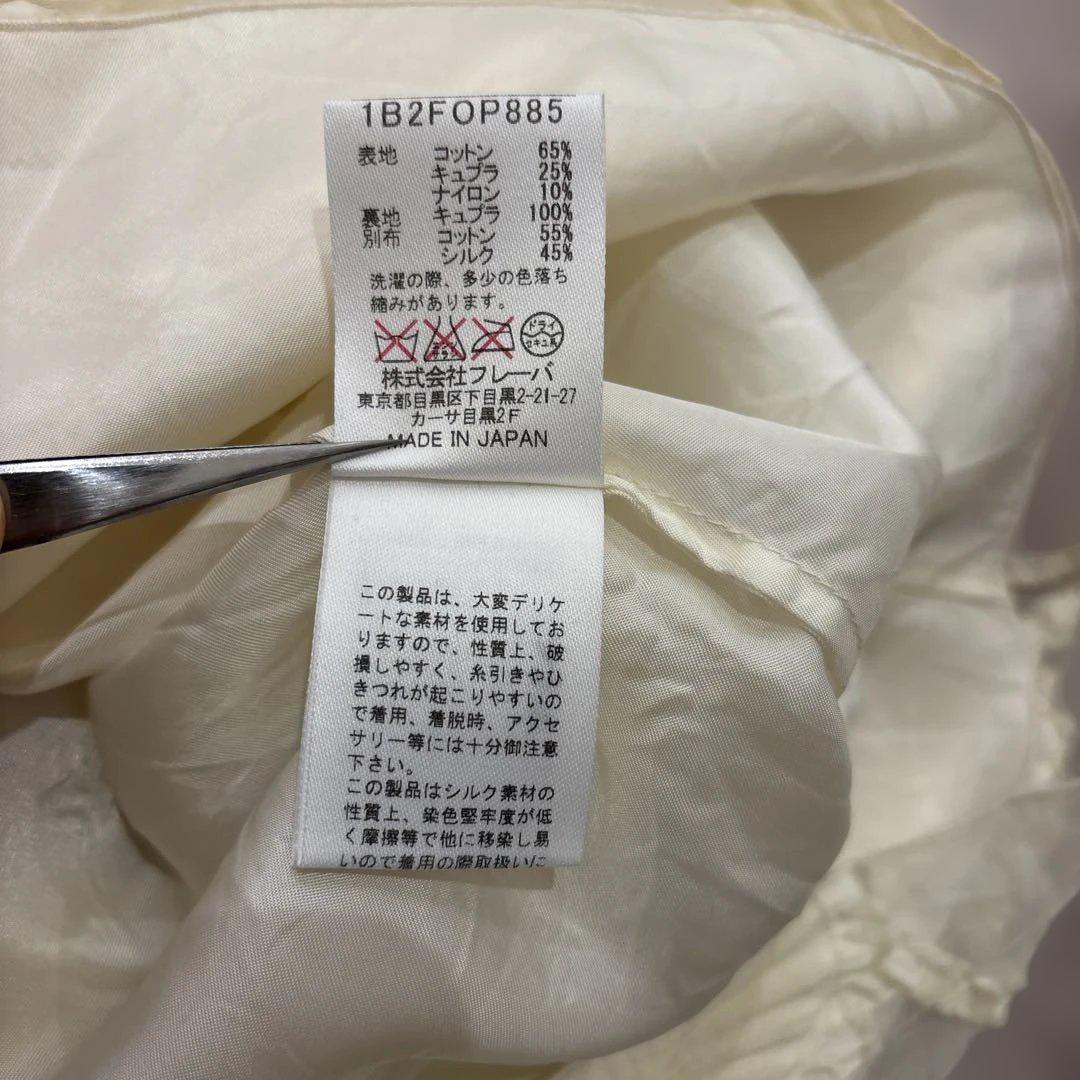 1B2FOP885
表地 コットン 65%
キュプラ 25%
ナイロン 10%
裏地 キュプラ 100%
別布 コットン 55%
シルク 45%
洗濯の際、多少の色落ち
縮みがあります。
ドライ
セキユ系
株式会社フレーバ
東京都目黒区下目黒2-21-27
カーサ目黒2F
MADE IN JAPAN
この製品は、大変デリケ
ートな素材を使用してお
りますので、性質上、破
損しやすく、糸引きやひ
きつれが起こりやすいの
で着用、着脱時、アクセ
サリー等には十分御注意
下さい。
この製品はシルク素材の
性質上、染色堅牢度が低
く摩擦等で他に移染し易
いので着用の際取扱いに